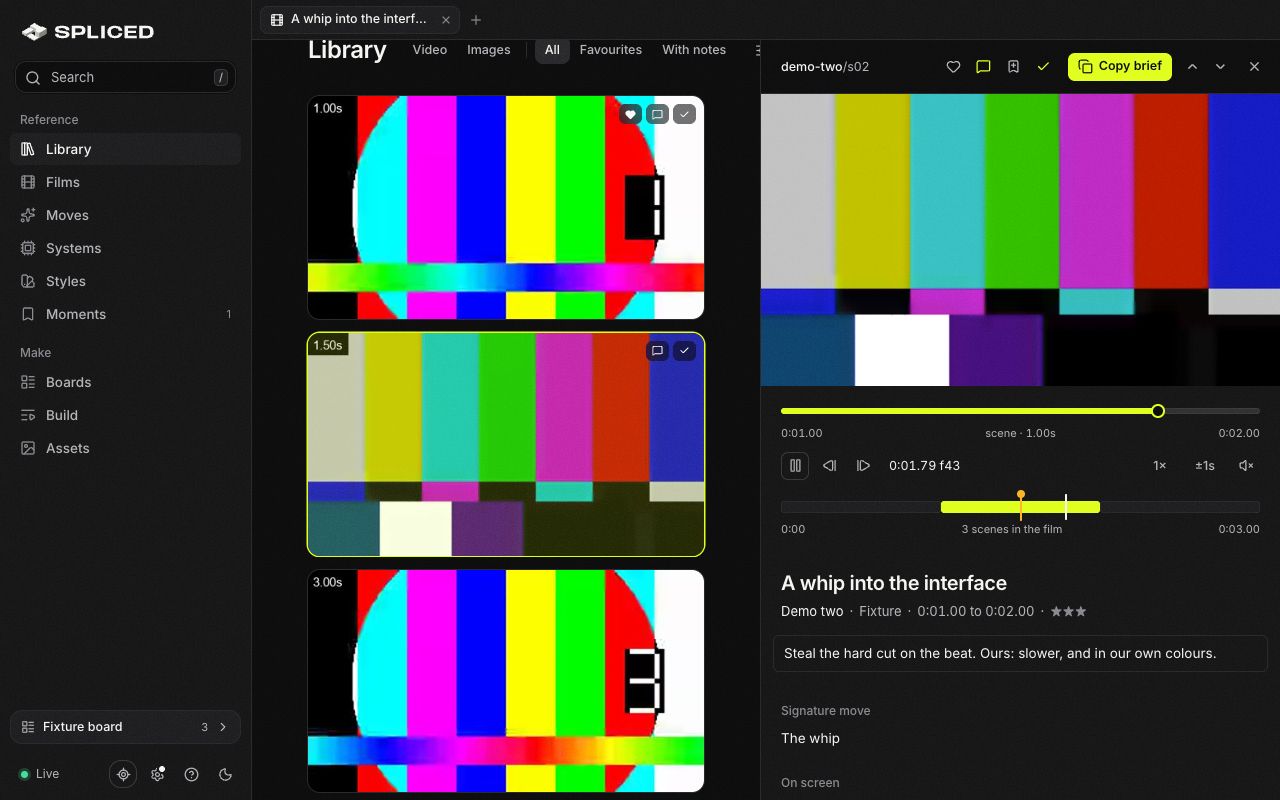 SPLICED
Search /
Reference
Library
Films
Moves
Systems
Styles
Moments 1
Make
Boards
Build
Assets
Fixture board 3
Live
A whip into the interf...
Library Video Images All Favourites With notes
1.00s
1.50s
3.00s
demo-two/s02
Copy brief
0:01.00 scene · 1.00s 0:02.00
0:01.79 f43 1× ±1s
0:00 3 scenes in the film 0:03.00
A whip into the interface
Demo two · Fixture · 0:01.00 to 0:02.00 · ★★★
Steal the hard cut on the beat. Ours: slower, and in our own colours.
Signature move
The whip
On screen